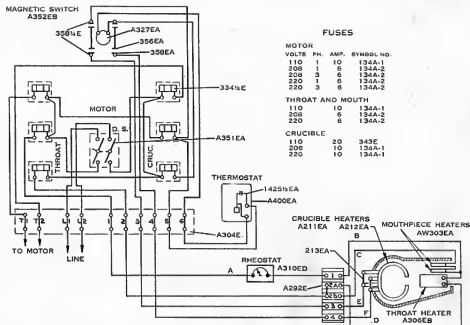 MAGNETIC SWITCH
A352EB
358¼E
A327EA
356EA
358EA
334½E
MOTOR
D. S.
THROAT
CRUC.
A351EA
THERMOSTAT
1425½EA
A400EA
T1 T2 L1 L2 1 2 3 4 5 6
A304E
TO MOTOR
LINE
RHEOSTAT
A
A310ED
A292E
FUSES
MOTOR
VOLTS PH. AMP. SYMBOL NO.
110 1 10 134A-1
208 1 6 134A-2
208 3 6 134A-2
220 1 6 134A-2
220 3 6 134A-2
THROAT AND MOUTH
110 10 134A-1
208 6 134A-2
220 6 134A-2
CRUCIBLE
110 20 343E
208 10 134A-1
220 10 134A-1
CRUCIBLE HEATERS
A211EA A212EA
MOUTHPIECE HEATERS
AW303EA
213EA
B
C
E
F
D
THROAT HEATER
A306EB